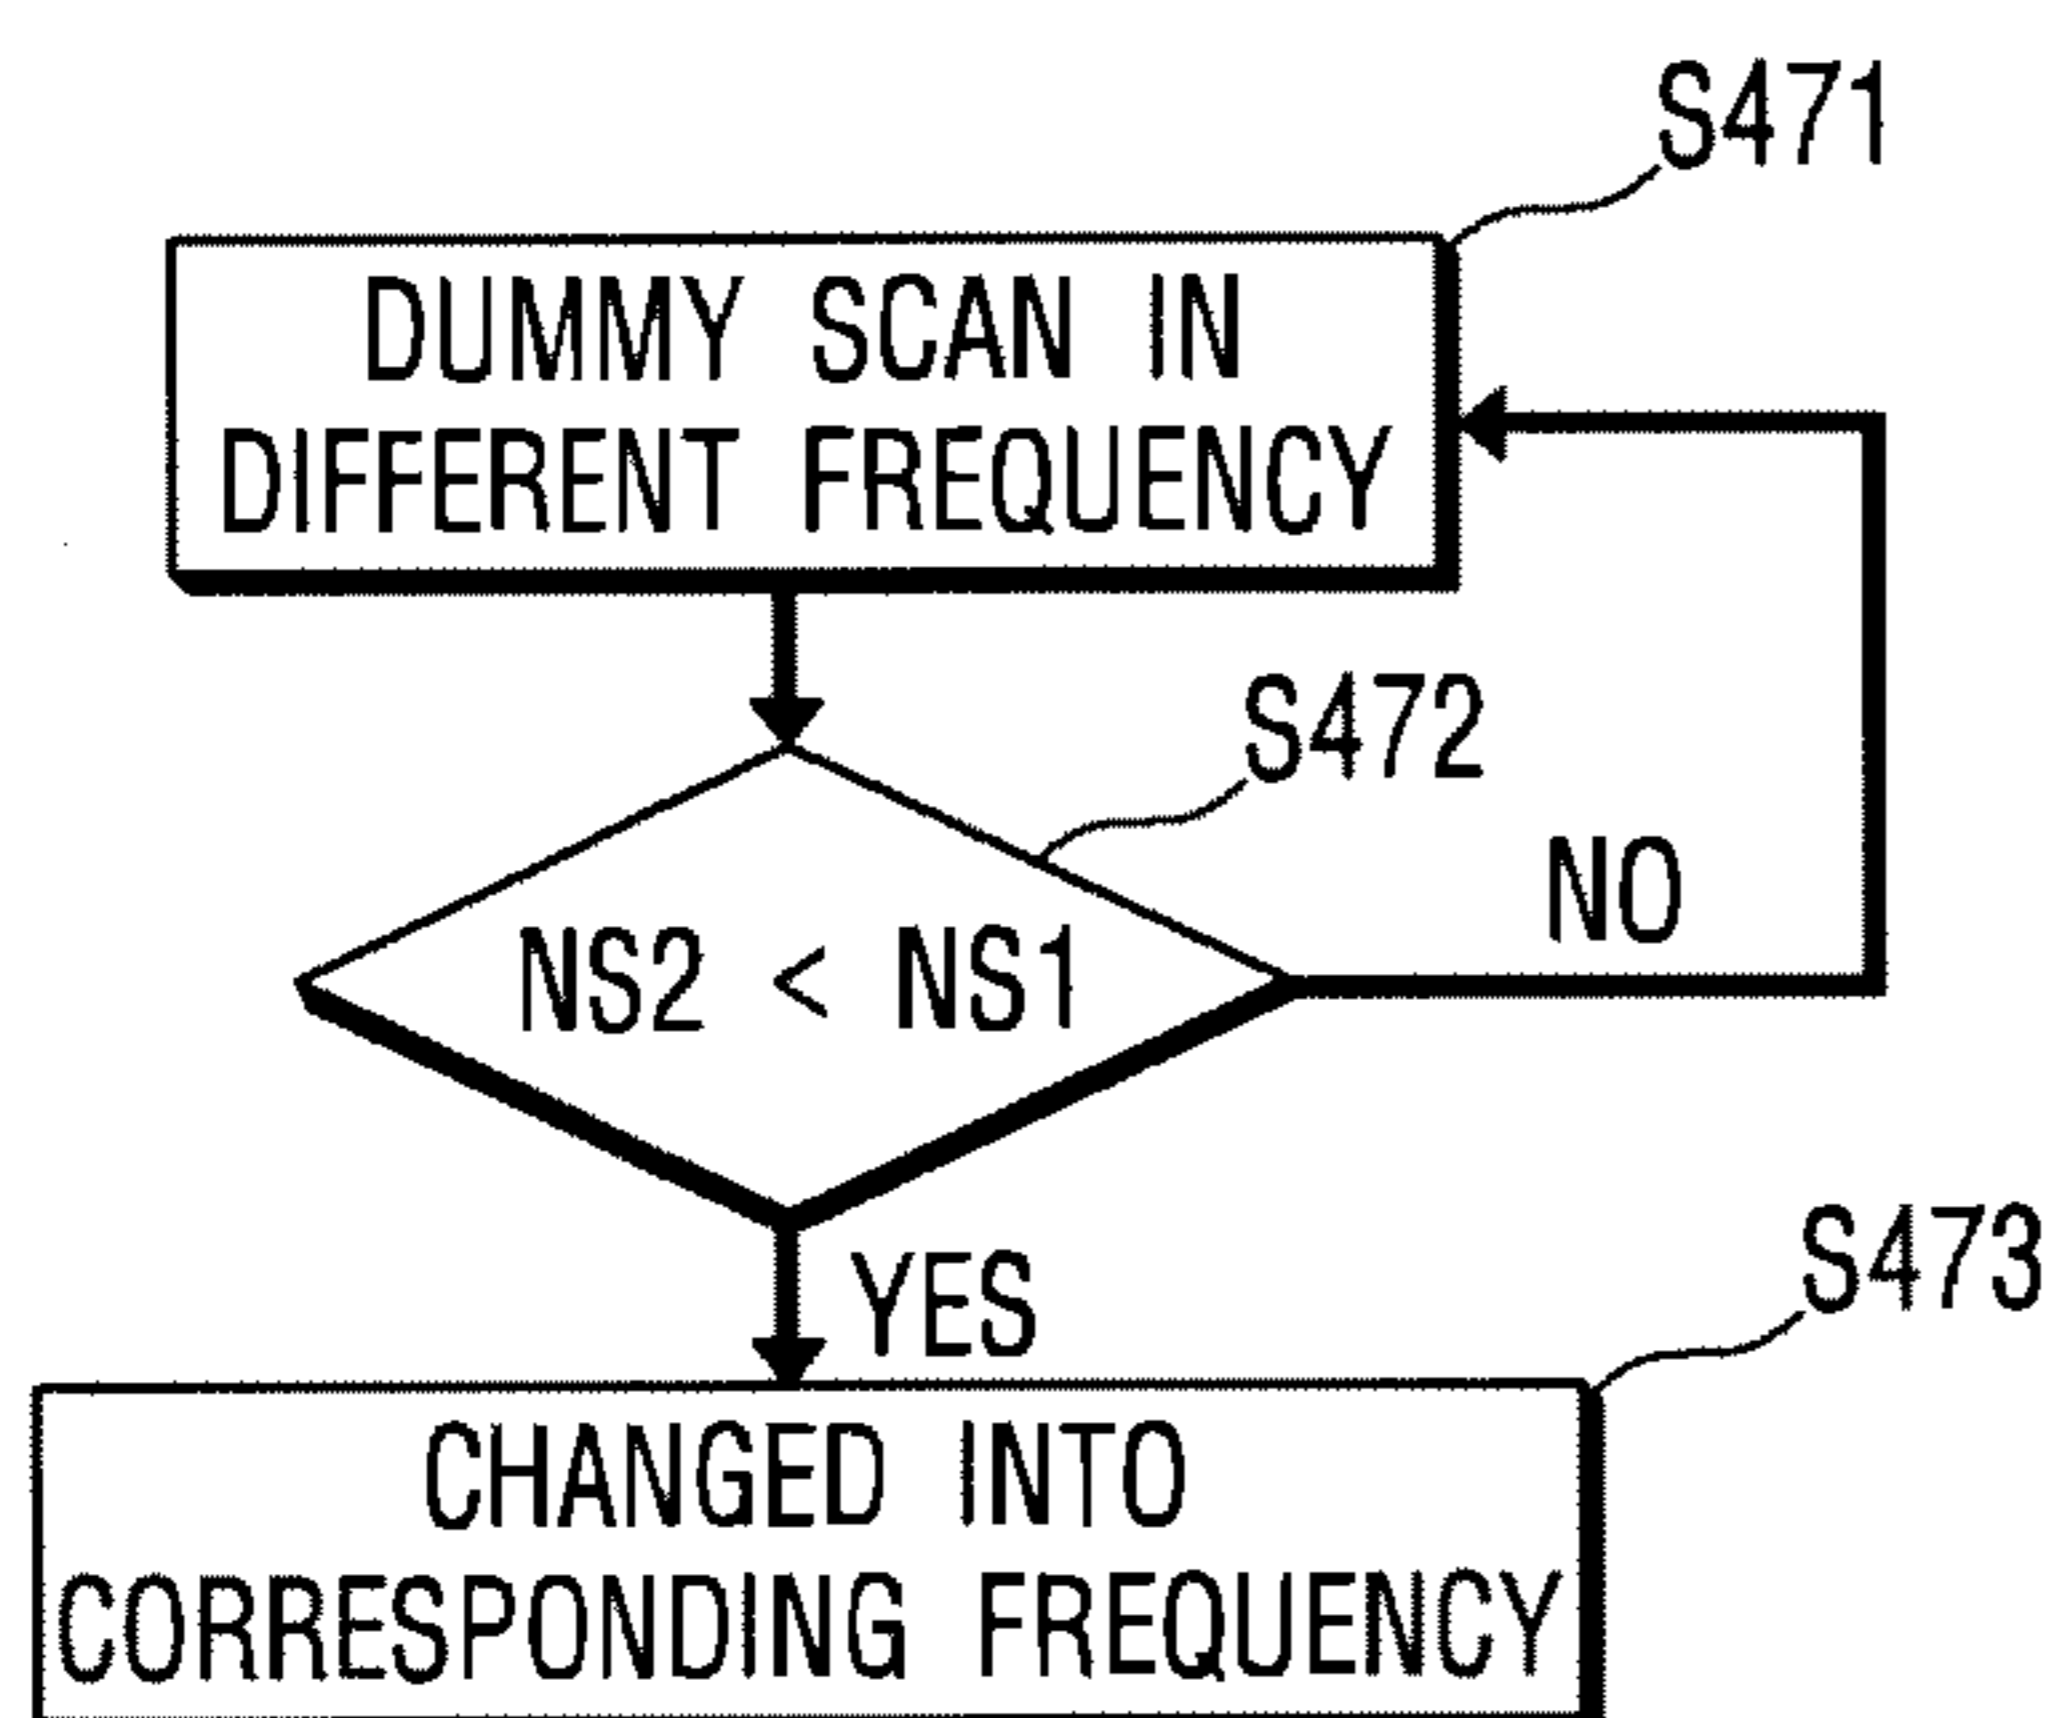 S471
DUMMY SCAN IN
DIFFERENT FREQUENCY
S472
NO
NS2 < NS1
YES
S473
CHANGED INTO
CORRESPONDING FREQUENCY